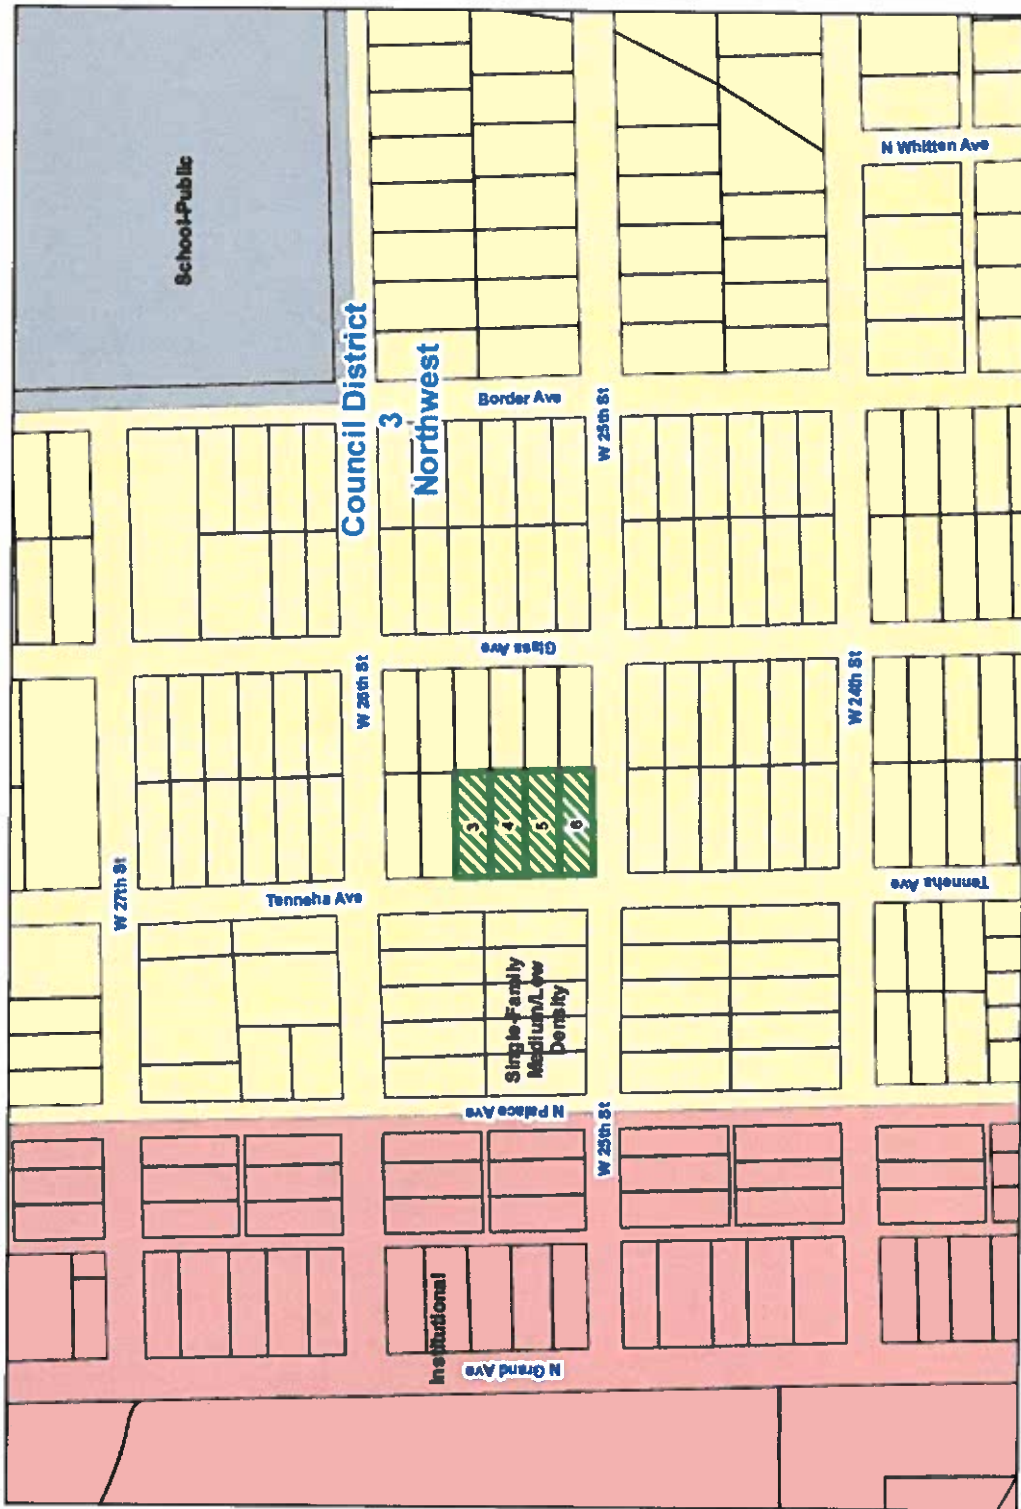 School-Public
N Whitten Ave
Council District
3
Northwest
Border Ave
W 25th St
Glass Ave
W 26th St
W 24th St
3
4
5
6
W 27th St
Tenneha Ave
Tenneha Ave
Single-Family
Medium/Low
Density
N Palace Ave
W 25th St
Institutional
N Grand Ave